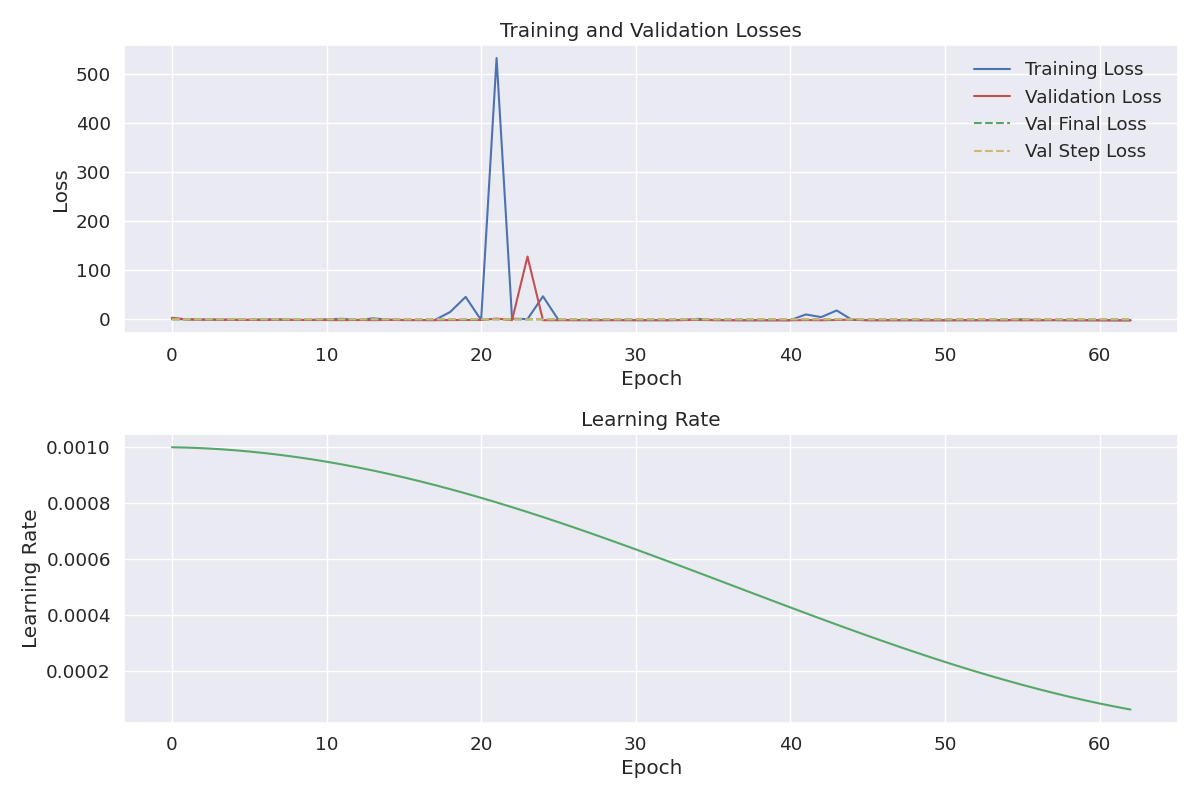 Training and Validation Losses
Loss
500
400
300
200
100
0
Training Loss
Validation Loss
Val Final Loss
Val Step Loss
0 10 20 30 40 50 60
Epoch
Learning Rate
Learning Rate
0.0010
0.0008
0.0006
0.0004
0.0002
0 10 20 30 40 50 60
Epoch